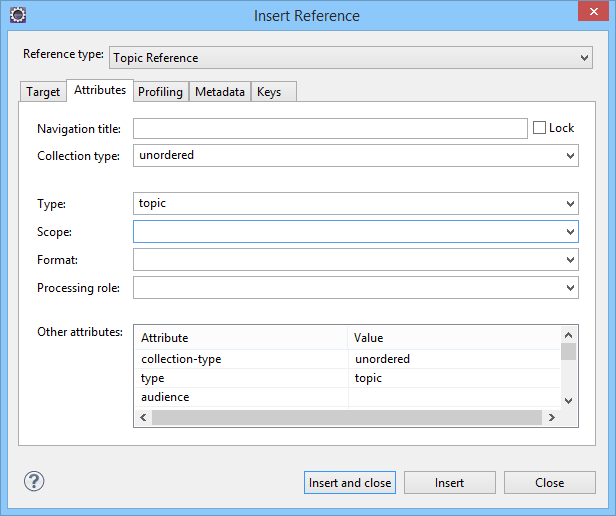 Insert Reference
Reference type: Topic Reference
Target Attributes Profiling Metadata Keys
Navigation title: Lock
Collection type: unordered
Type: topic
Scope:
Format:
Processing role:
Other attributes: Attribute Value
collection-type unordered
type topic
audience
? Insert and close Insert Close